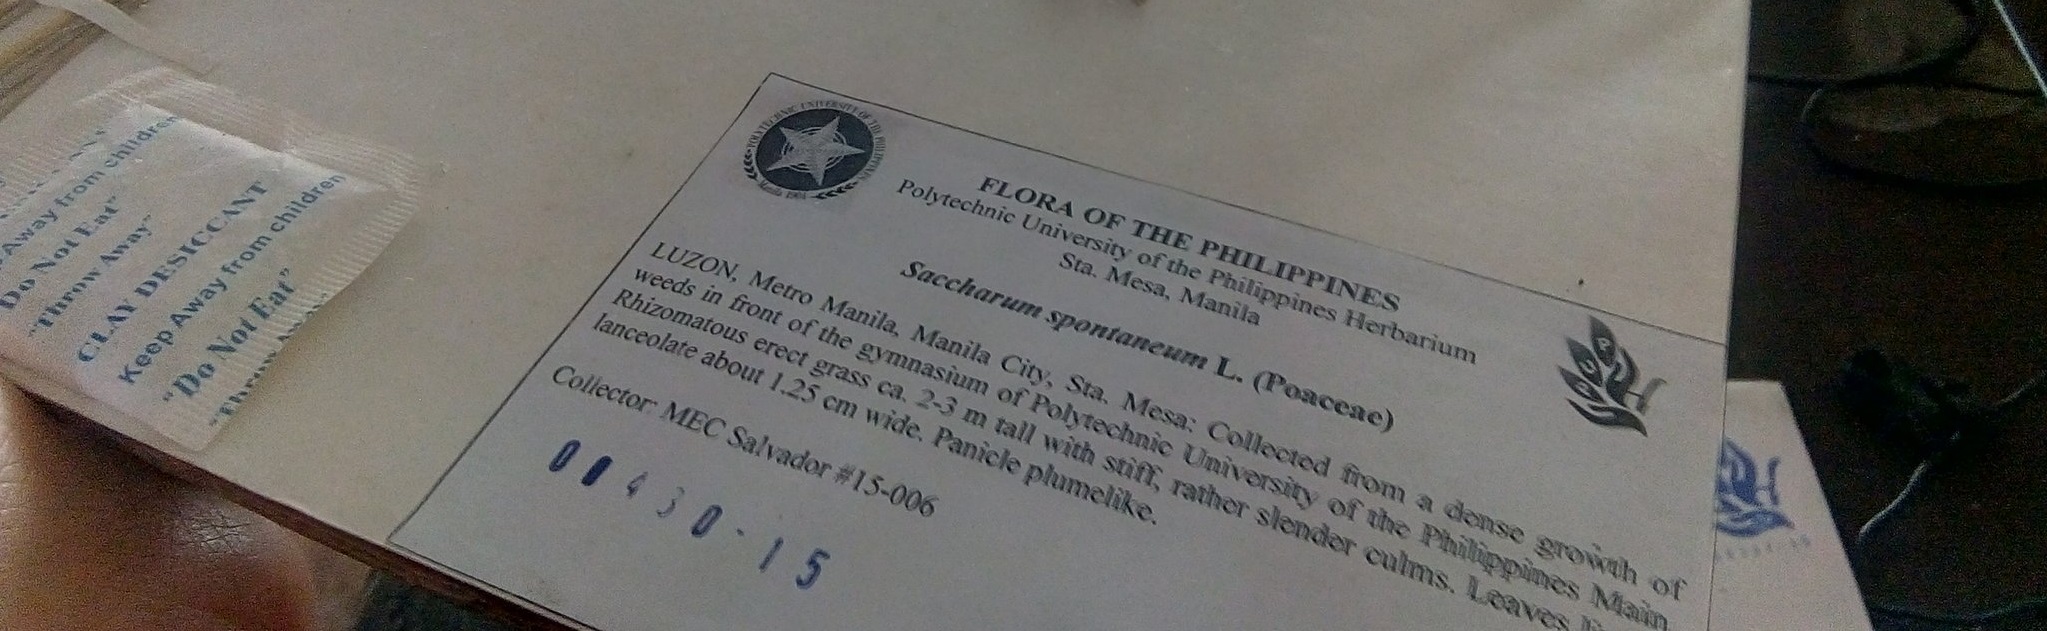 Away from children
Do Not Eat"
"Throw Away"
CLAY DESICCANT
Keep Away from children
"Do Not Eat"
POLYTECHNIC UNIVERSITY OF THE PHILIPPINES
Manila 1904
FLORA OF THE PHILIPPINES
Polytechnic University of the Philippines Herbarium
Sta. Mesa, Manila
PUPH
Saccharum spontaneum L. (Poaceae)
LUZON, Metro Manila, Manila City, Sta. Mesa: Collected from a dense growth of
weeds in front of the gymnasium of Polytechnic University of the Philippines Main.
Rhizomatous erect grass ca. 2-3 m tall with stiff, rather slender culms. Leaves
lanceolate about 1.25 cm wide. Panicle plumelike.
Collector: MEC Salvador #15-006
00430-15